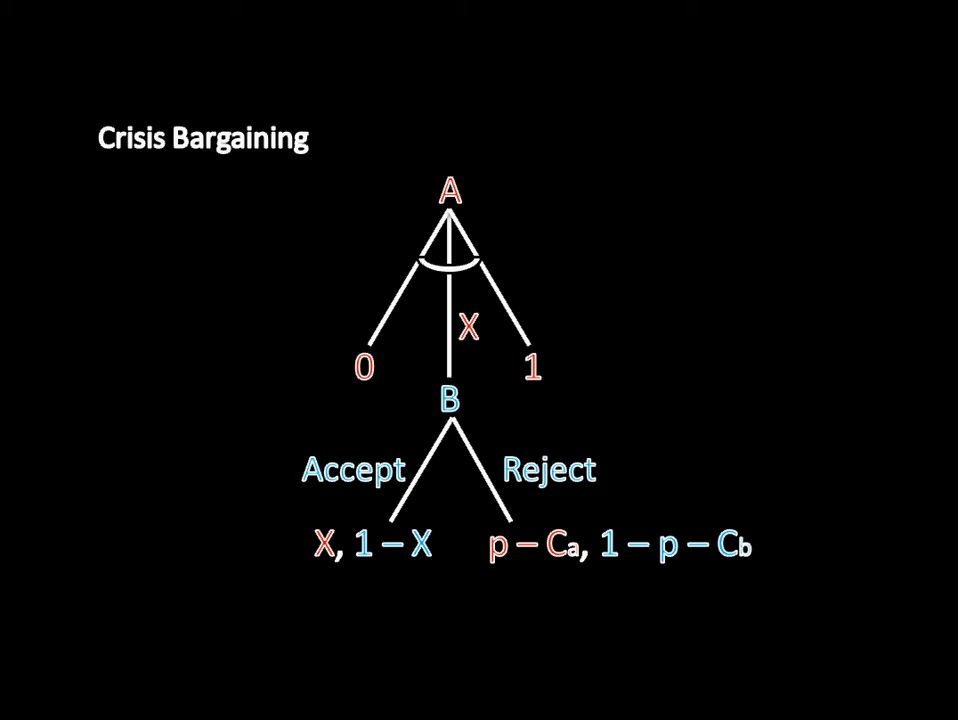 Crisis Bargaining
A
X
0 1
B
Accept Reject
X, 1 – X p – Ca, 1 – p – Cb